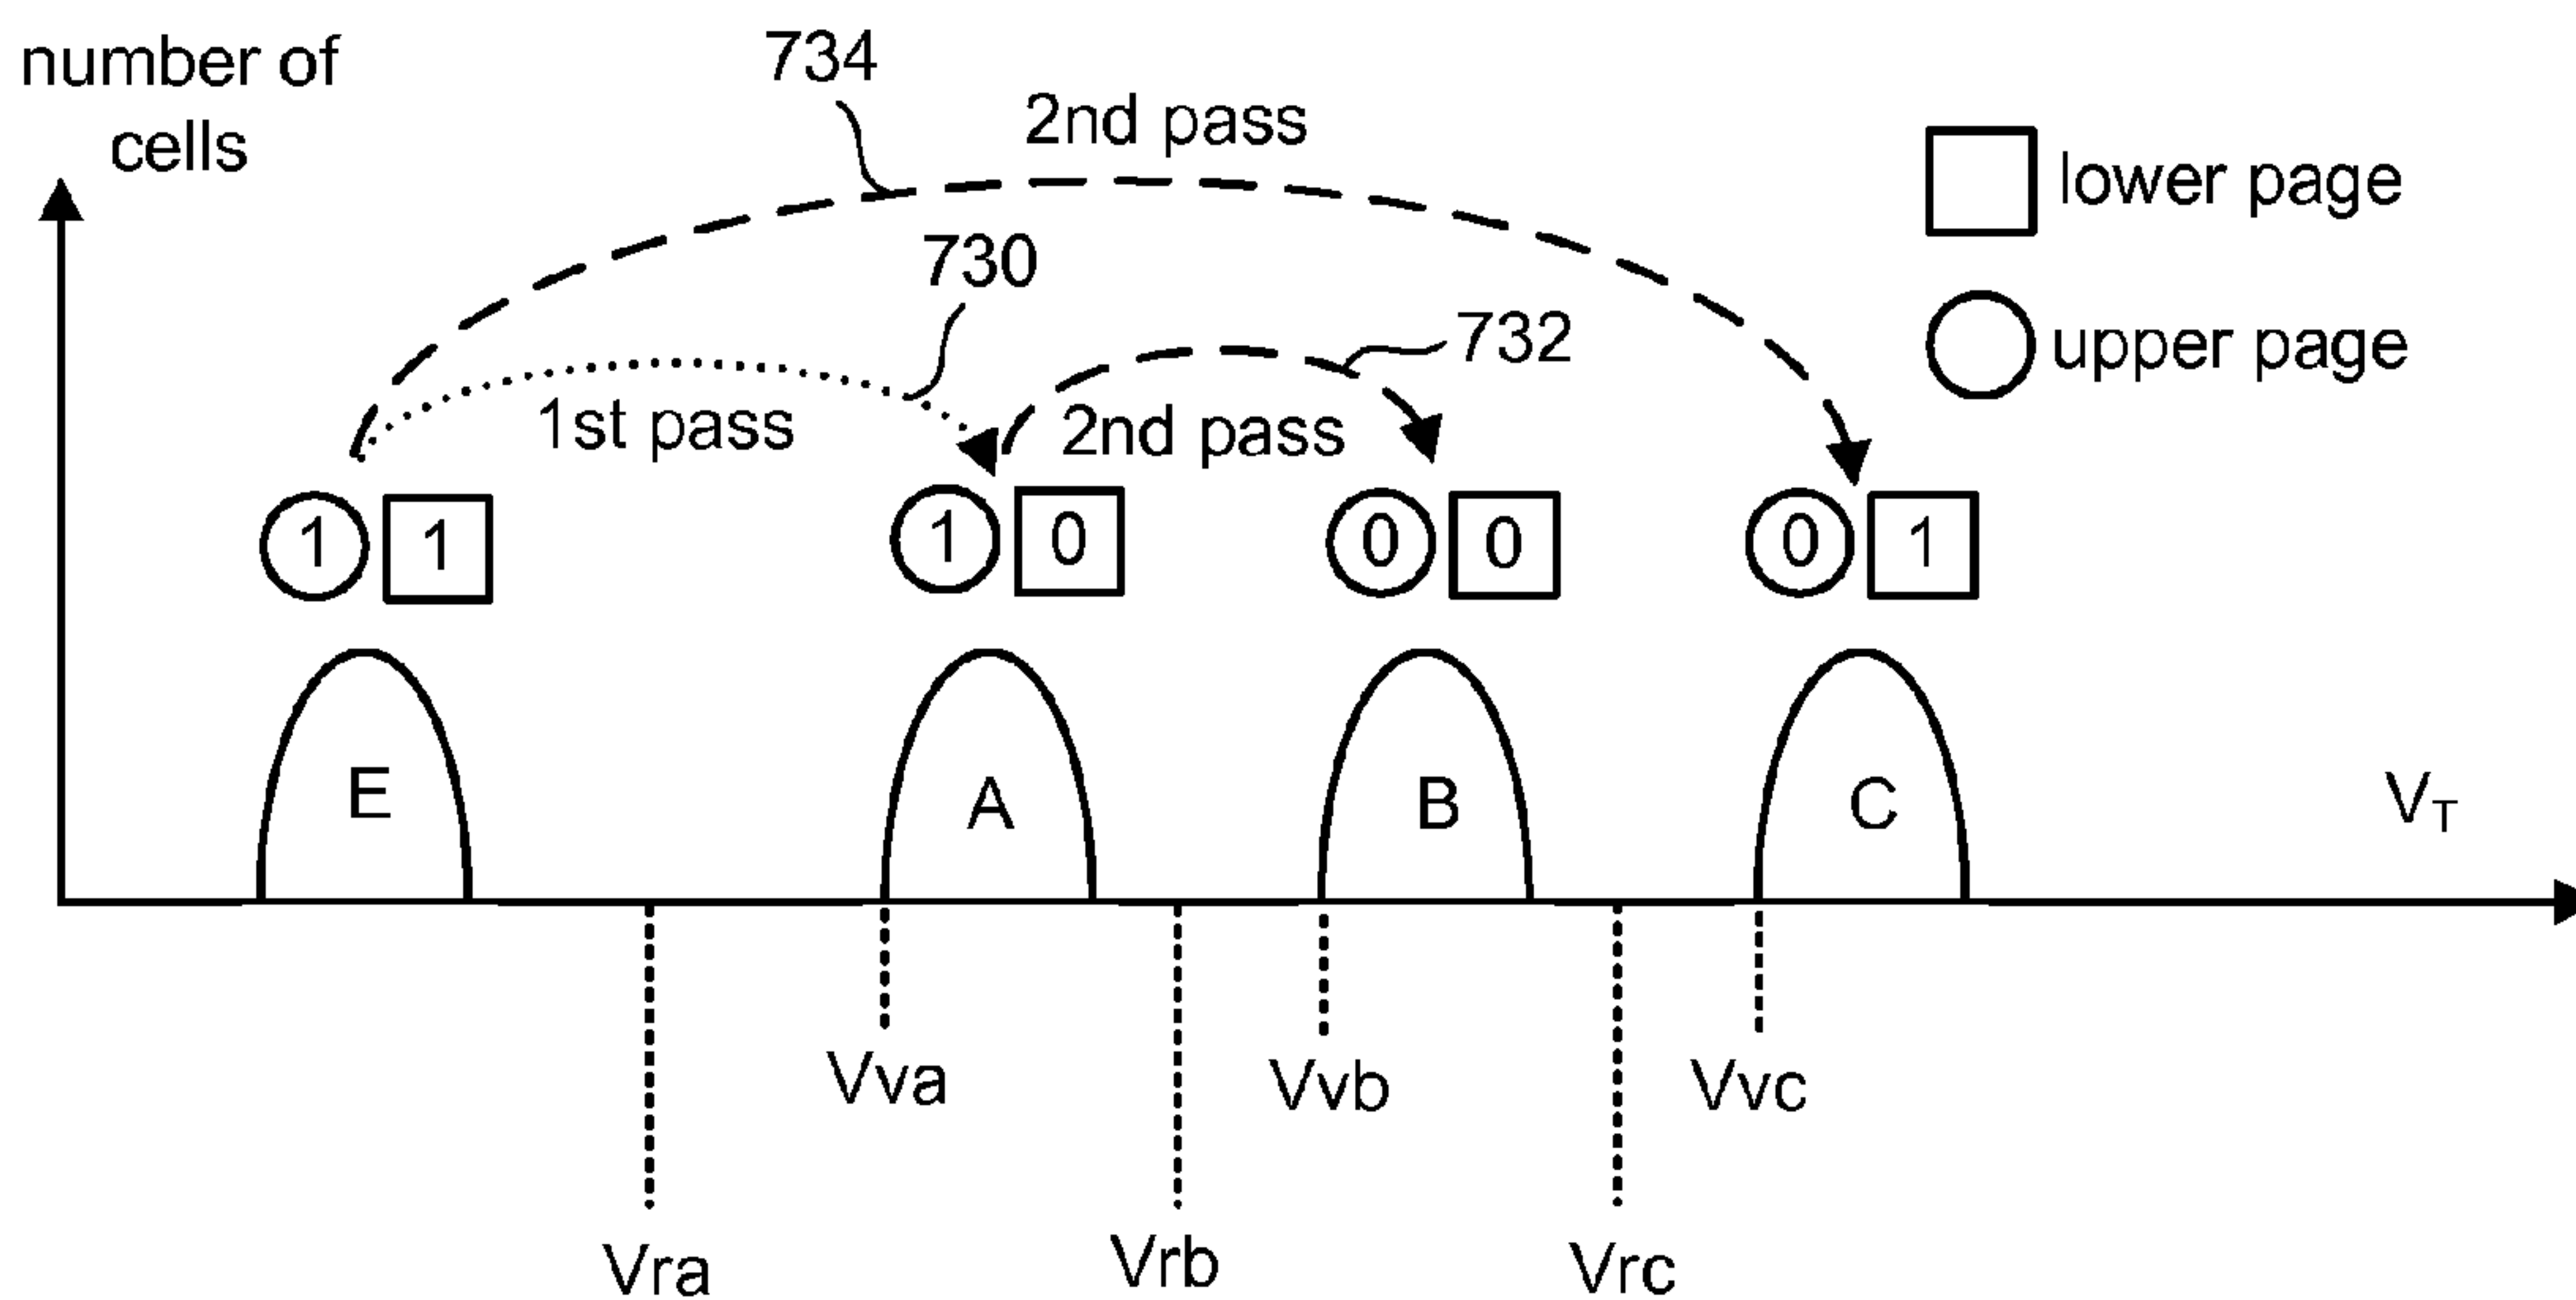 number of
cells
734
2nd pass
lower page
730
732
upper page
1st pass
2nd pass
1 1
1 0
0 0
0 1
E
A
B
C
VT
Vva
Vvb
Vvc
Vra
Vrb
Vrc